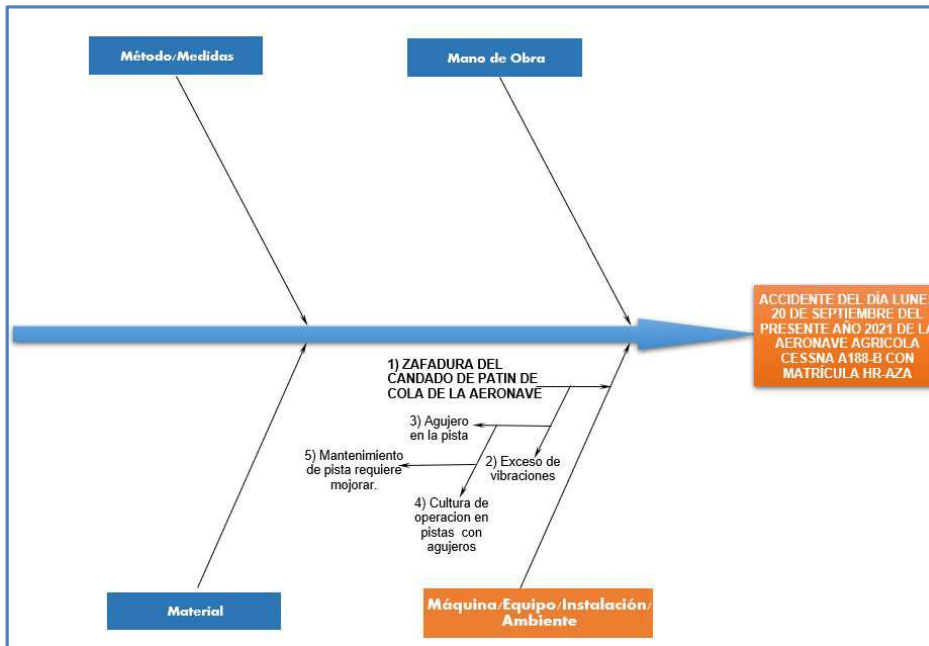 Método/Medidas
Mano de Obra
ACCIDENTE DEL DÍA LUNE
20 DE SEPTIEMBRE DEL
PRESENTE AÑO 2021 DE LA
AERONAVE AGRICOLA
CESSNA A188-B CON
MATRÍCULA HR-AZA
1) ZAFADURA DEL
CANDADO DE PATIN DE
COLA DE LA AERONAVE
3) Agujero
en la pista
2) Exceso de
vibraciones
5) Mantenimiento
de pista requiere
mojorar.
4) Cultura de
operacion en
pistas con
agujeros
Material
Máquina/Equipo/Instalación/
Ambiente